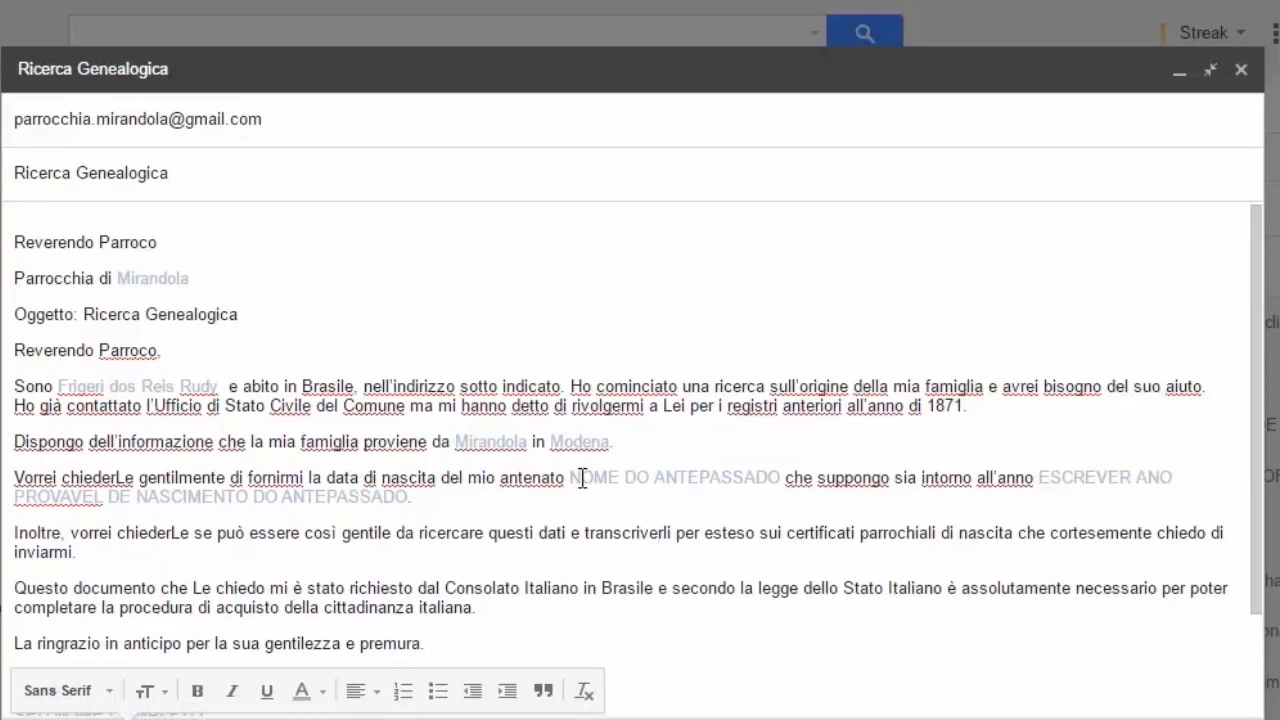 Streak
Ricerca Genealogica
parrocchia.mirandola@gmail.com
Ricerca Genealogica
Reverendo Parroco
Parrocchia di Mirandola
Oggetto: Ricerca Genealogica
Reverendo Parroco,
Sono Frigeri dos Reis Rudy e abito in Brasile, nell'indirizzo sotto indicato. Ho cominciato una ricerca sull'origine della mia famiglia e avrei bisogno del suo aiuto.
Ho già contattato l'Ufficio di Stato Civile del Comune ma mi hanno detto di rivolgermi a Lei per i registri anteriori all'anno di 1871.
Dispongo dell'informazione che la mia famiglia proviene da Mirandola in Modena.
Vorrei chiederLe gentilmente di fornirmi la data di nascita del mio antenato NOME DO ANTEPASSADO che suppongo sia intorno all'anno ESCREVER ANO
PROVAVEL DE NASCIMENTO DO ANTEPASSADO.
Inoltre, vorrei chiederLe se può essere così gentile da ricercare questi dati e transcriverli per esteso sui certificati parrochiali di nascita che cortesemente chiedo di
inviarmi.
Questo documento che Le chiedo mi è stato richiesto dal Consolato Italiano in Brasile e secondo la legge dello Stato Italiano è assolutamente necessario per poter
completare la procedura di acquisto della cittadinanza italiana.
La ringrazio in anticipo per la sua gentilezza e premura.
Sans Serif